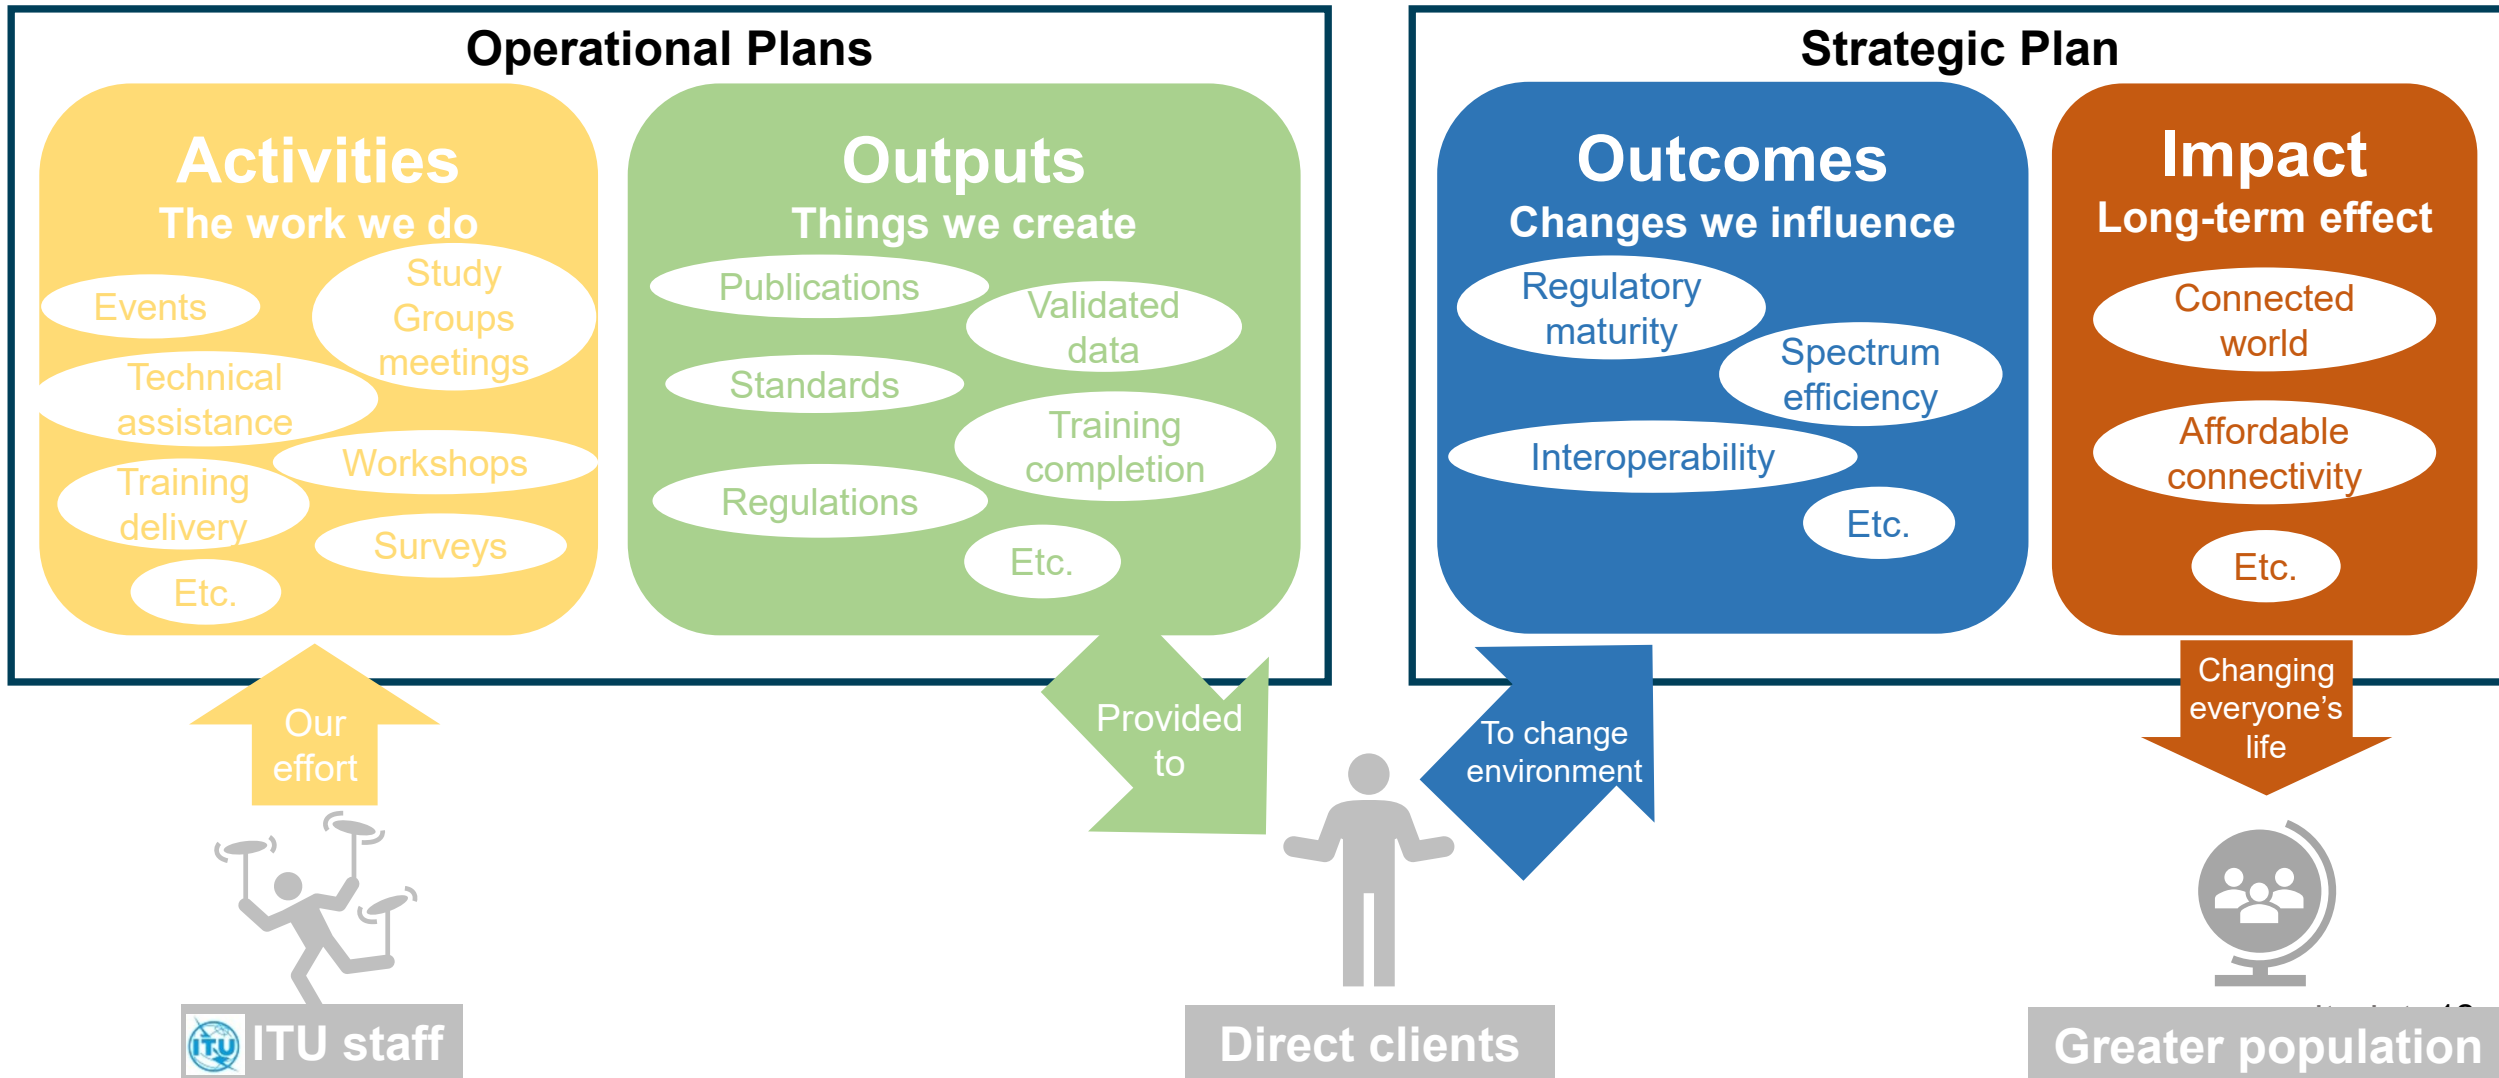 Operational Plans
Activities
The work we do
Events
Study
Groups
meetings
Technical
assistance
Workshops
Training
delivery
Surveys
Etc.
Outputs
Things we create
Publications
Validated
data
Standards
Training
completion
Regulations
Etc.
Strategic Plan
Outcomes
Changes we influence
Regulatory
maturity
Spectrum
efficiency
Interoperability
Etc.
Impact
Long-term effect
Connected
world
Affordable
connectivity
Etc.
Our
effort
Provided
to
To change
environment
Changing
everyone's
life
ITU
ITU staff
Direct clients
Greater population